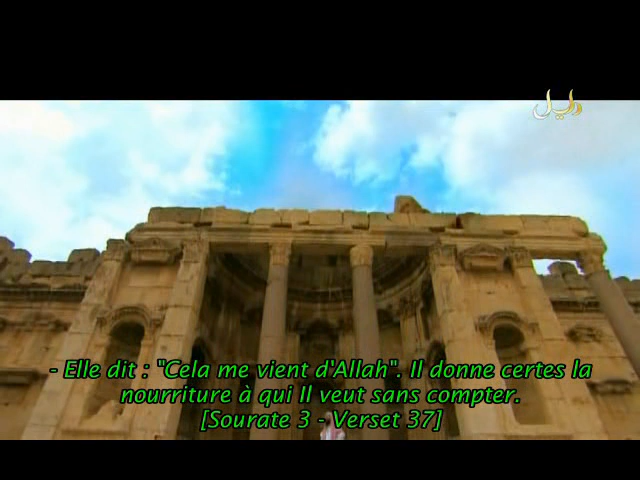 دليل
- Elle dit : "Cela me vient d'Allah". Il donne certes la
nourriture à qui Il veut sans compter.
[Sourate 3 - Verset 37]